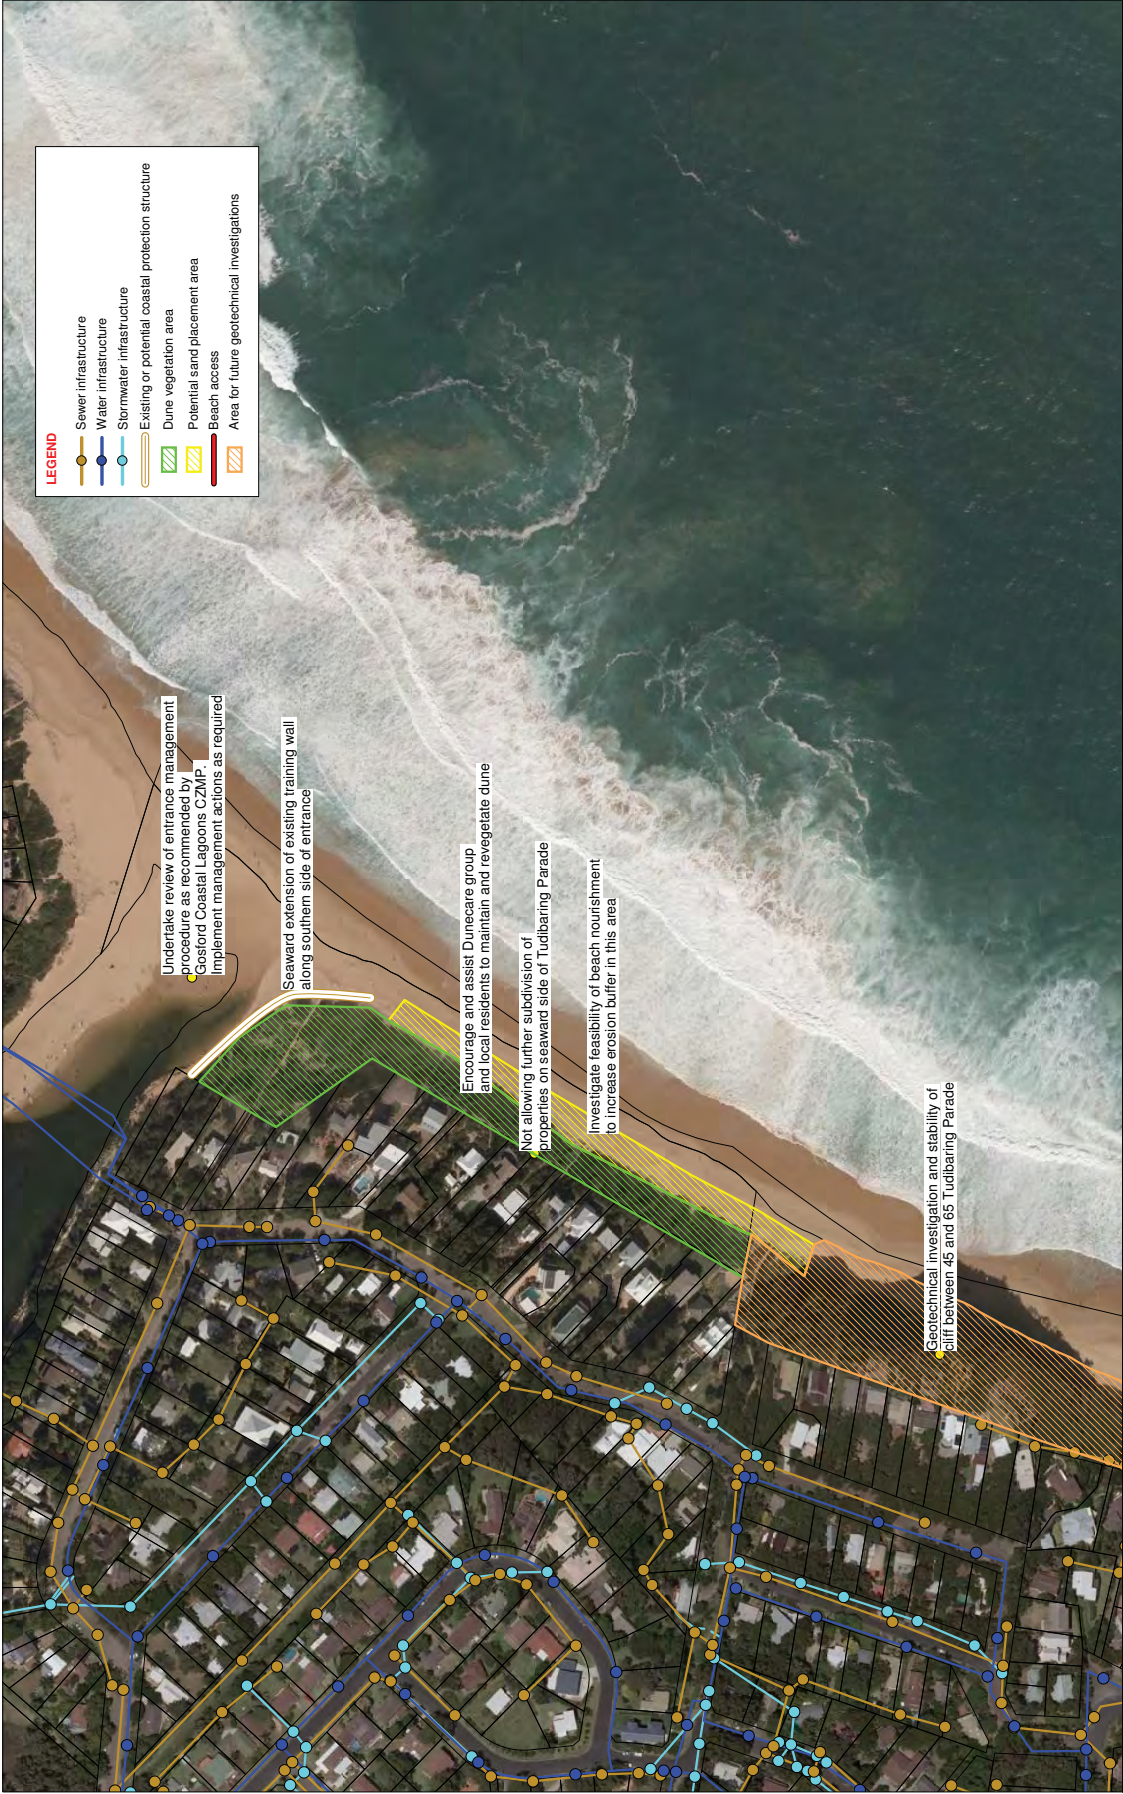 LEGEND
Sewer infrastructure
Water infrastructure
Stormwater infrastructure
Existing or potential coastal protection structure
Dune vegetation area
Potential sand placement area
Beach access
Area for future geotechnical investigations
Undertake review of entrance management
procedure as recommended by
Gosford Coastal Lagoons CZMP.
Implement management actions as required
Seaward extension of existing training wall
along southern side of entrance
Encourage and assist Dunecare group
and local residents to maintain and revegetate dune
Not allowing further subdivision of
properties on seaward side of Tudibaring Parade
Investigate feasibility of beach nourishment
to increase erosion buffer in this area
Geotechnical investigation and stability of
cliff between 45 and 65 Tudibaring Parade